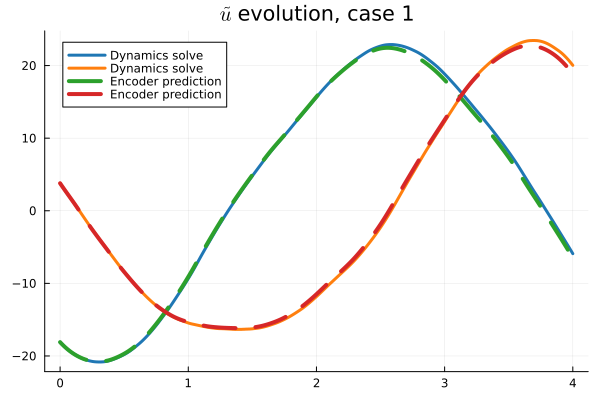 ũ evolution, case 1
Dynamics solve
Dynamics solve
Encoder prediction
Encoder prediction
20
10
0
−10
−20
0
1
2
3
4